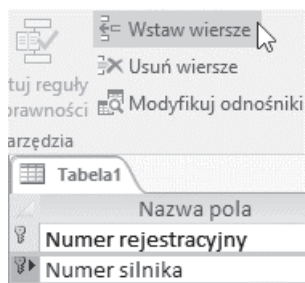 Wstaw wiersze
Usuń wiersze
tuj reguły
prawności
Modyfikuj odnośniki
arzędzia
Tabela1
Nazwa pola
Numer rejestracyjny
Numer silnika